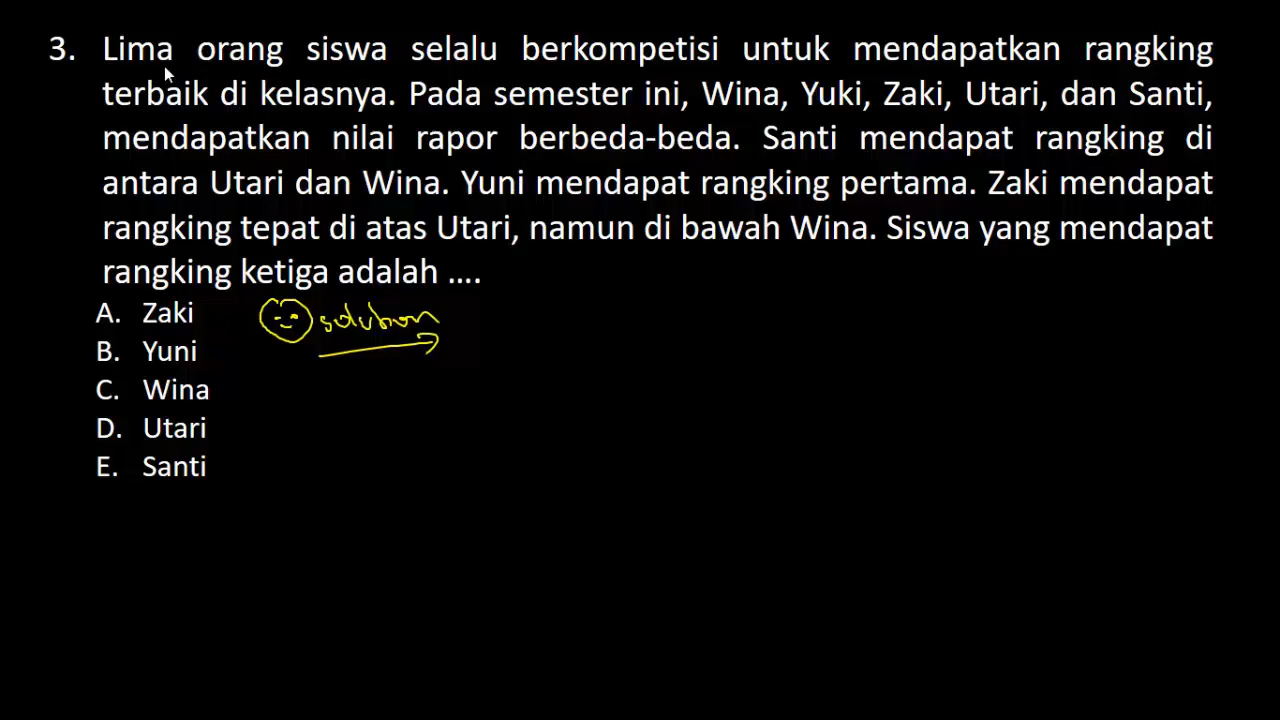 3. Lima orang siswa selalu berkompetisi untuk mendapatkan rangking
terbaik di kelasnya. Pada semester ini, Wina, Yuki, Zaki, Utari, dan Santi,
mendapatkan nilai rapor berbeda-beda. Santi mendapat rangking di
antara Utari dan Wina. Yuni mendapat rangking pertama. Zaki mendapat
rangking tepat di atas Utari, namun di bawah Wina. Siswa yang mendapat
rangking ketiga adalah ....
A. Zaki
solution
B. Yuni
C. Wina
D. Utari
E. Santi